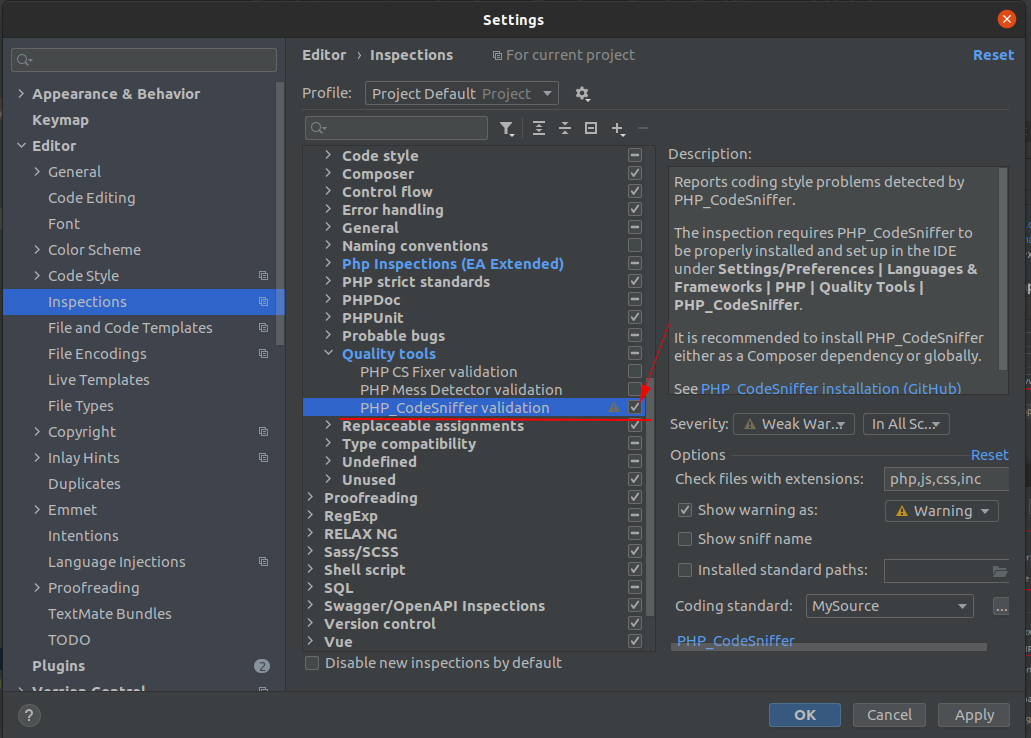 Settings
Appearance & Behavior
Keymap
Editor
General
Code Editing
Font
Color Scheme
Code Style
Inspections
File and Code Templates
File Encodings
Live Templates
File Types
Copyright
Inlay Hints
Duplicates
Emmet
Intentions
Language Injections
Proofreading
TextMate Bundles
TODO
Plugins 2
Version Control
Editor › Inspections For current project Reset
Profile: Project Default Project
Code style
Composer
Control flow
Error handling
General
Naming conventions
Php Inspections (EA Extended)
PHP strict standards
PHPDoc
PHPUnit
Probable bugs
Quality tools
PHP CS Fixer validation
PHP Mess Detector validation
PHP_CodeSniffer validation
Replaceable assignments
Type compatibility
Undefined
Unused
Proofreading
RegExp
RELAX NG
Sass/SCSS
Shell script
SQL
Swagger/OpenAPI Inspections
Version control
Vue
Disable new inspections by default
Description:
Reports coding style problems detected by
PHP_CodeSniffer.
The inspection requires PHP_CodeSniffer to
be properly installed and set up in the IDE
under Settings/Preferences | Languages &
Frameworks | PHP | Quality Tools |
PHP_CodeSniffer.
It is recommended to install PHP_CodeSniffer
either as a Composer dependency or globally.
See PHP_CodeSniffer installation (GitHub)
Severity: Weak War... In All Sc...
Options Reset
Check files with extensions: php,js,css,inc
Show warning as: Warning
Show sniff name
Installed standard paths:
Coding standard: MySource ...
PHP_CodeSniffer
? OK Cancel Apply